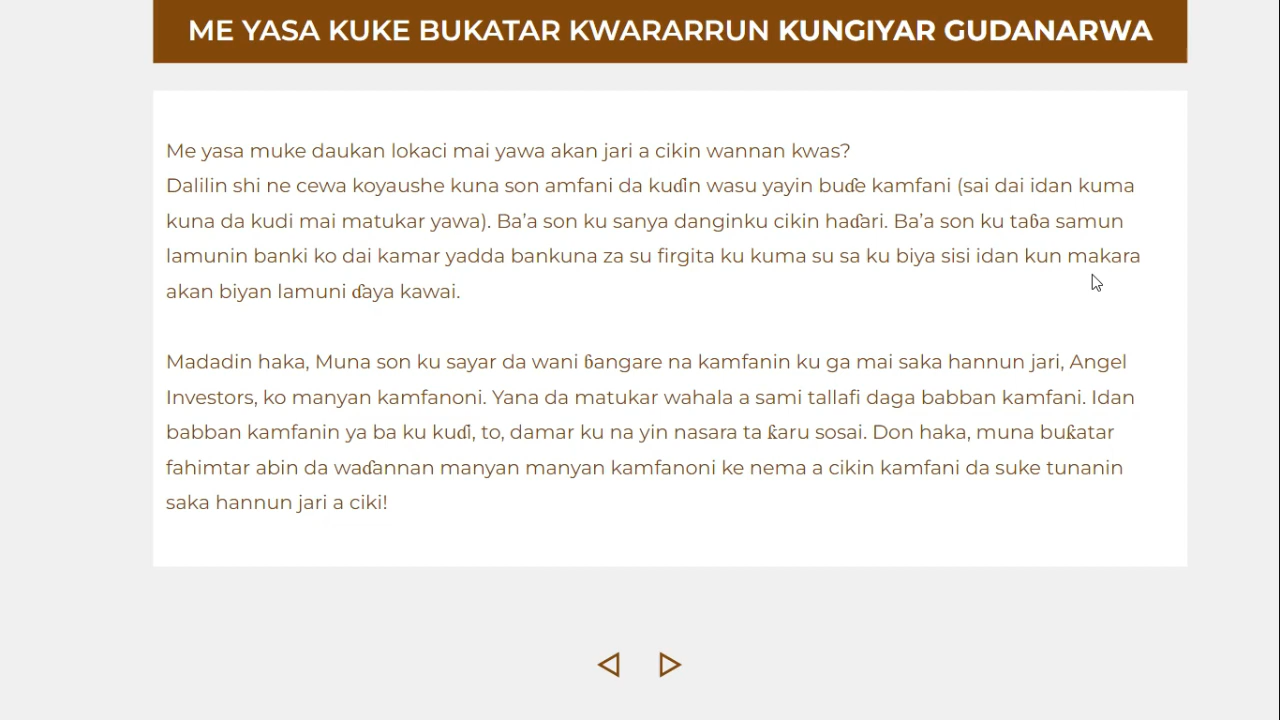 ME YASA KUKE BUKATAR KWARARRUN KUNGIYAR GUDANARWA
Me yasa muke daukan lokaci mai yawa akan jari a cikin wannan kwas?
Dalilin shi ne cewa koyaushe kuna son amfani da kuɗin wasu yayin buɗe kamfani (sai dai idan kuma
kuna da kudi mai matukar yawa). Ba’a son ku sanya danginku cikin haɗari. Ba’a son ku taɓa samun
lamunin banki ko dai kamar yadda bankuna za su firgita ku kuma su sa ku biya sisi idan kun makara
akan biyan lamuni ɗaya kawai.
Madadin haka, Muna son ku sayar da wani ɓangare na kamfanin ku ga mai saka hannun jari, Angel
Investors, ko manyan kamfanoni. Yana da matukar wahala a sami tallafi daga babban kamfani. Idan
babban kamfanin ya ba ku kuɗi, to, damar ku na yin nasara ta ƙaru sosai. Don haka, muna buƙatar
fahimtar abin da waɗannan manyan manyan kamfanoni ke nema a cikin kamfani da suke tunanin
saka hannun jari a ciki!